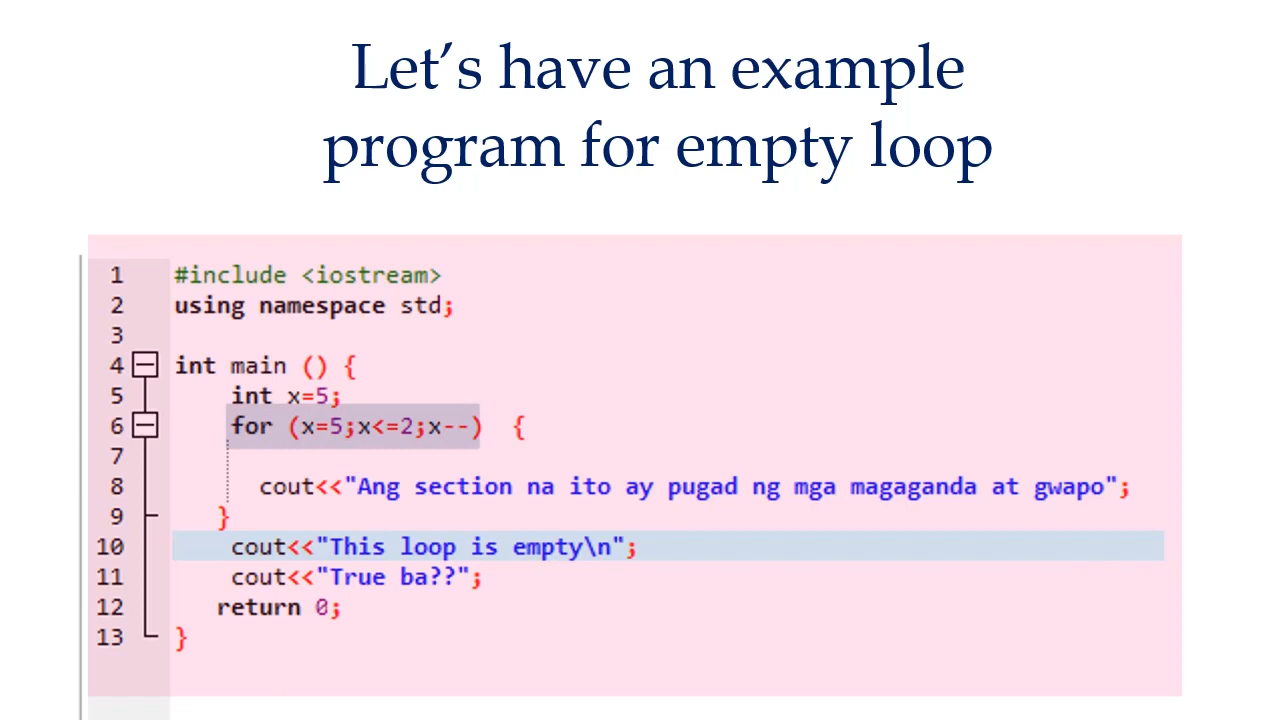 Let’s have an example
program for empty loop
1 #include <iostream>
2 using namespace std;
3
4 int main () {
5 int x=5;
6 for (x=5;x<=2;x--) {
7
8 cout<<"Ang section na ito ay pugad ng mga magaganda at gwapo";
9 }
10 cout<<"This loop is empty\n";
11 cout<<"True ba??";
12 return 0;
13 }